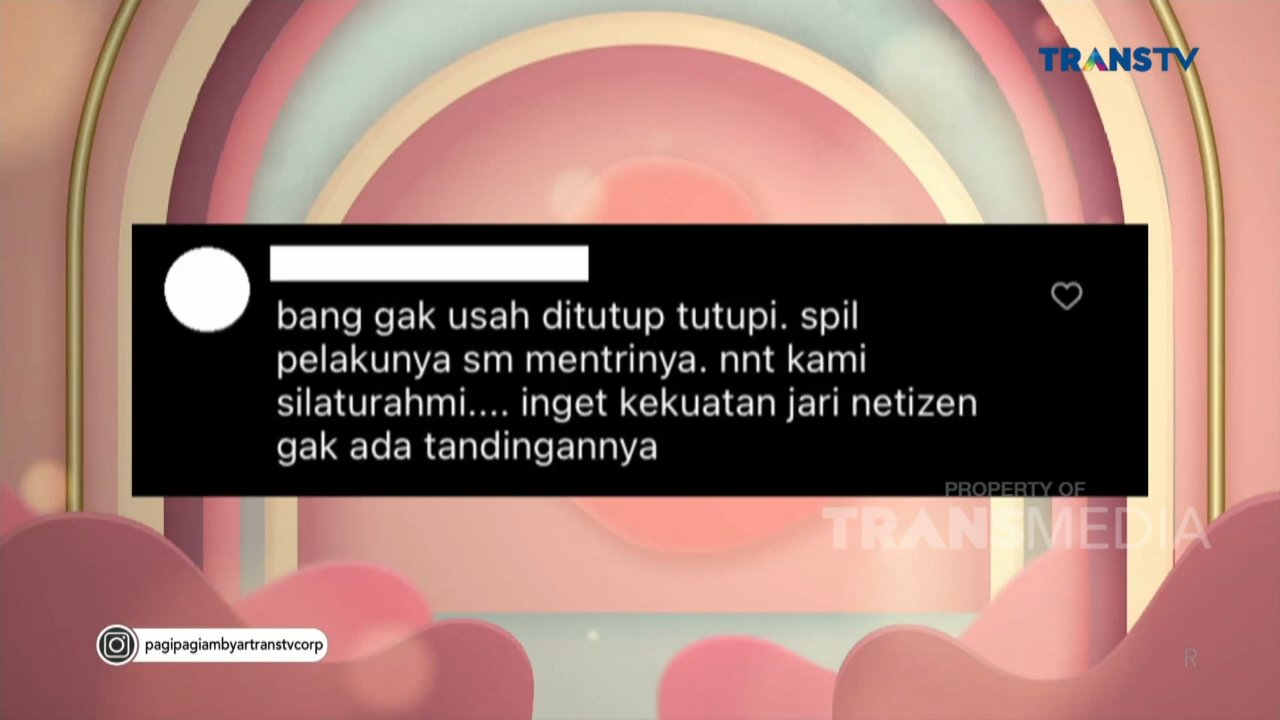 TRANSTV
bang gak usah ditutup tutupi. spil
pelakunya sm mentrinya. nnt kami
silaturahmi.... inget kekuatan jari netizen
gak ada tandingannya
PROPERTY OF
TRANSMEDIA
pagipagiambyartranstvcorp
R